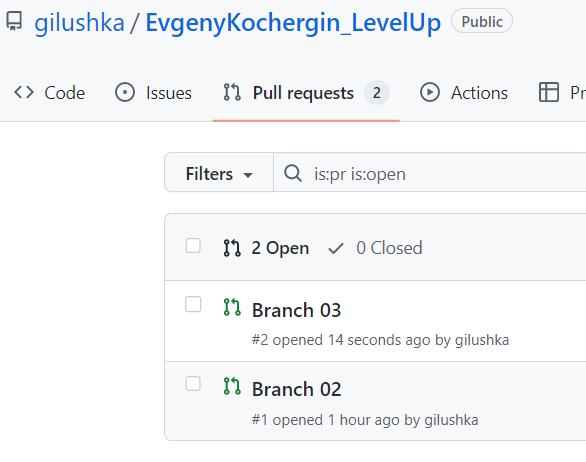 gilushka / EvgenyKochergin_LevelUp Public
Code Issues Pull requests 2 Actions Pr
Filters is:pr is:open
2 Open 0 Closed
Branch 03
#2 opened 14 seconds ago by gilushka
Branch 02
#1 opened 1 hour ago by gilushka